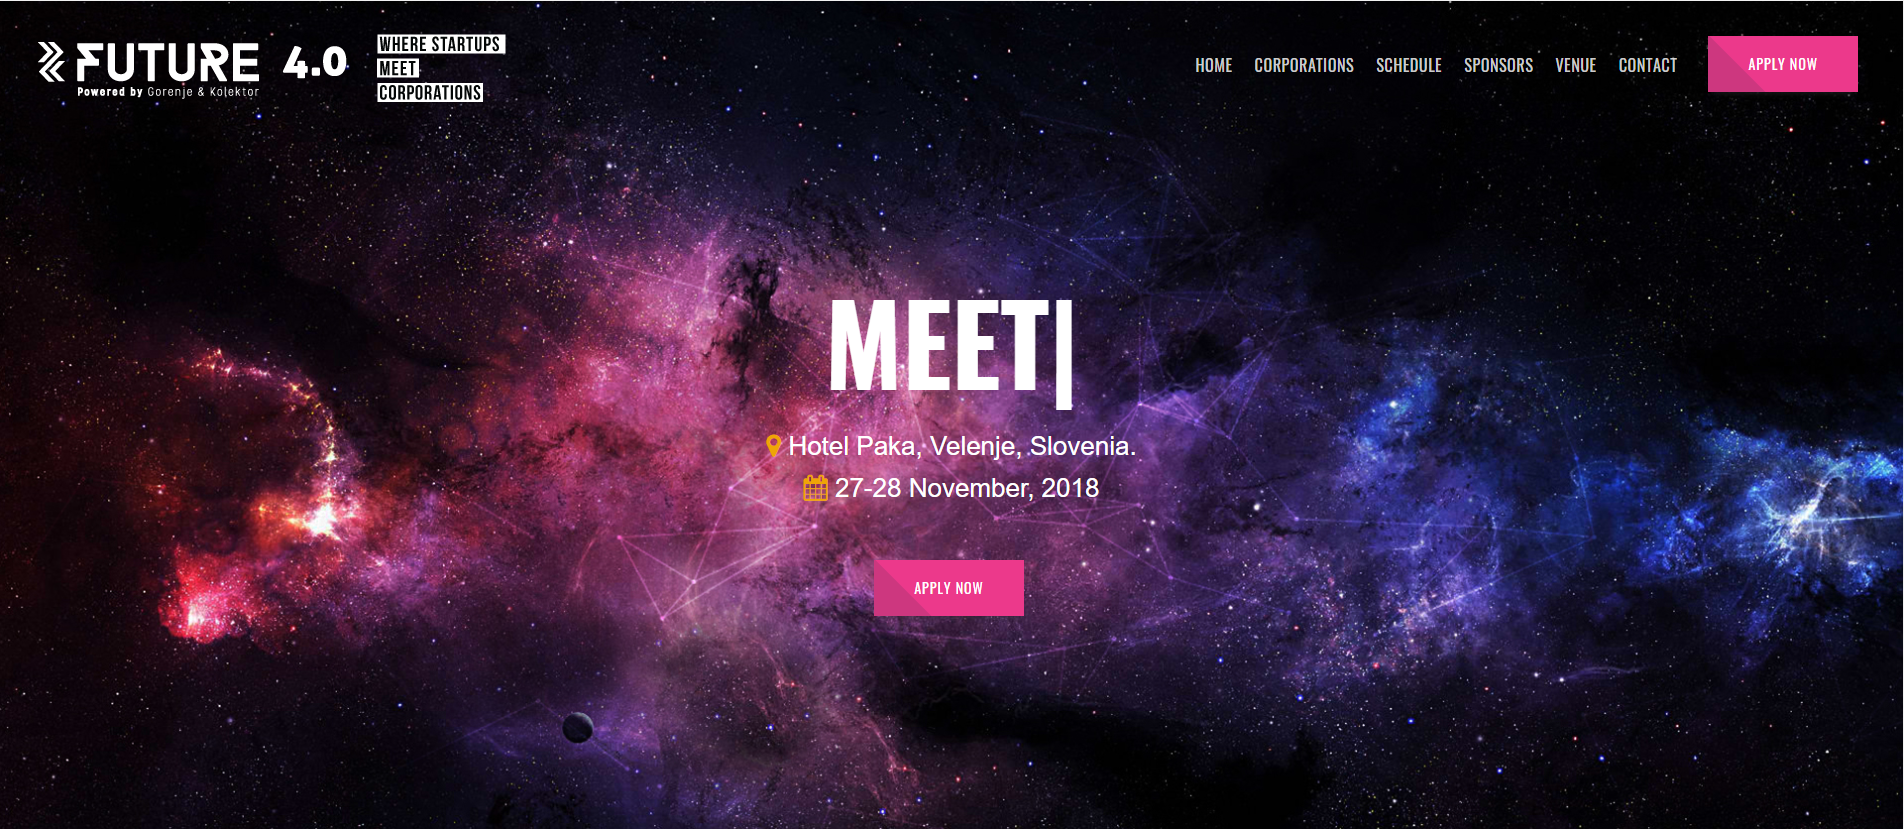 FUTURE 4.0
Powered by Gorenje & Kolektor
WHERE STARTUPS
MEET
CORPORATIONS
HOME CORPORATIONS SCHEDULE SPONSORS VENUE CONTACT APPLY NOW
MEET|
Hotel Paka, Velenje, Slovenia.
27-28 November, 2018
APPLY NOW